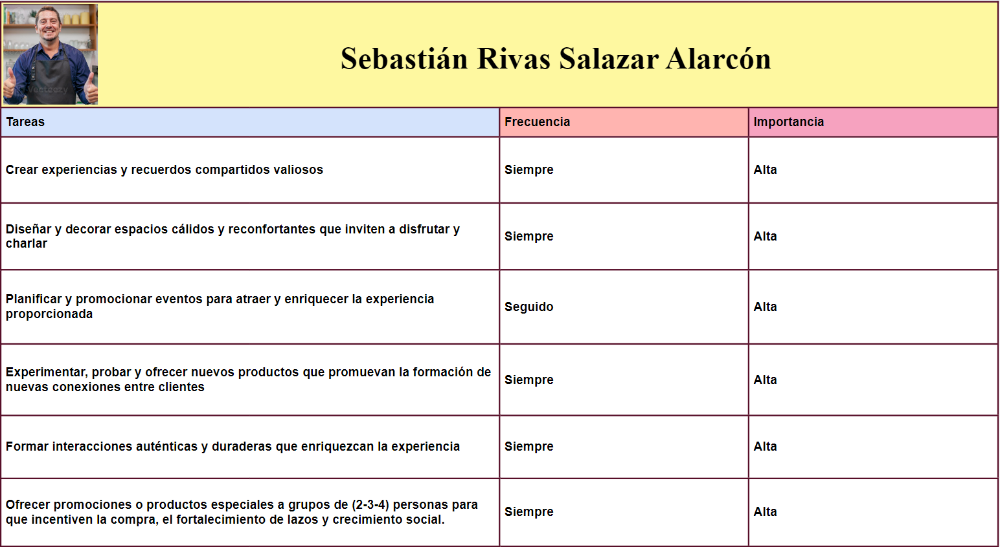 Vecteezy
Sebastián Rivas Salazar Alarcón
Tareas
Frecuencia
Importancia
Crear experiencias y recuerdos compartidos valiosos
Siempre
Alta
Diseñar y decorar espacios cálidos y reconfortantes que inviten a disfrutar y
charlar
Siempre
Alta
Planificar y promocionar eventos para atraer y enriquecer la experiencia
proporcionada
Seguido
Alta
Experimentar, probar y ofrecer nuevos productos que promuevan la formación de
nuevas conexiones entre clientes
Siempre
Alta
Formar interacciones auténticas y duraderas que enriquezcan la experiencia
Siempre
Alta
Ofrecer promociones o productos especiales a grupos de (2-3-4) personas para
que incentiven la compra, el fortalecimiento de lazos y crecimiento social.
Siempre
Alta